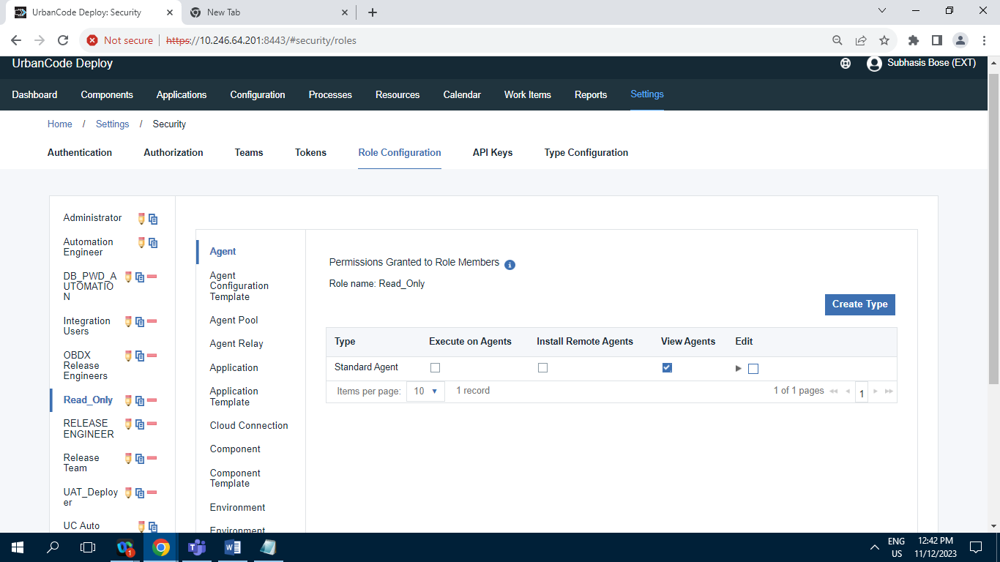 UrbanCode Deploy: Security
New Tab
Not secure
https://10.246.64.201:8443/#security/roles
UrbanCode Deploy
Subhasis Bose (EXT)
Dashboard
Components
Applications
Configuration
Processes
Resources
Calendar
Work Items
Reports
Settings
Home / Settings / Security
Authentication
Authorization
Teams
Tokens
Role Configuration
API Keys
Type Configuration
Administrator
Automation
Engineer
DB_PWD_A
UTOMATIO
N
Integration
Users
OBDX
Release
Engineers
Read_Only
RELEASE
ENGINEER
Release
Team
UAT_Deploy
er
UC Auto
Agent
Agent
Configuration
Template
Agent Pool
Agent Relay
Application
Application
Template
Cloud Connection
Component
Component
Template
Environment
Environment
Permissions Granted to Role Members
Role name: Read_Only
Create Type
Type Execute on Agents Install Remote Agents View Agents Edit
Standard Agent
Items per page: 10 1 record 1 of 1 pages 1
1
ENG
US
12:42 PM
11/12/2023